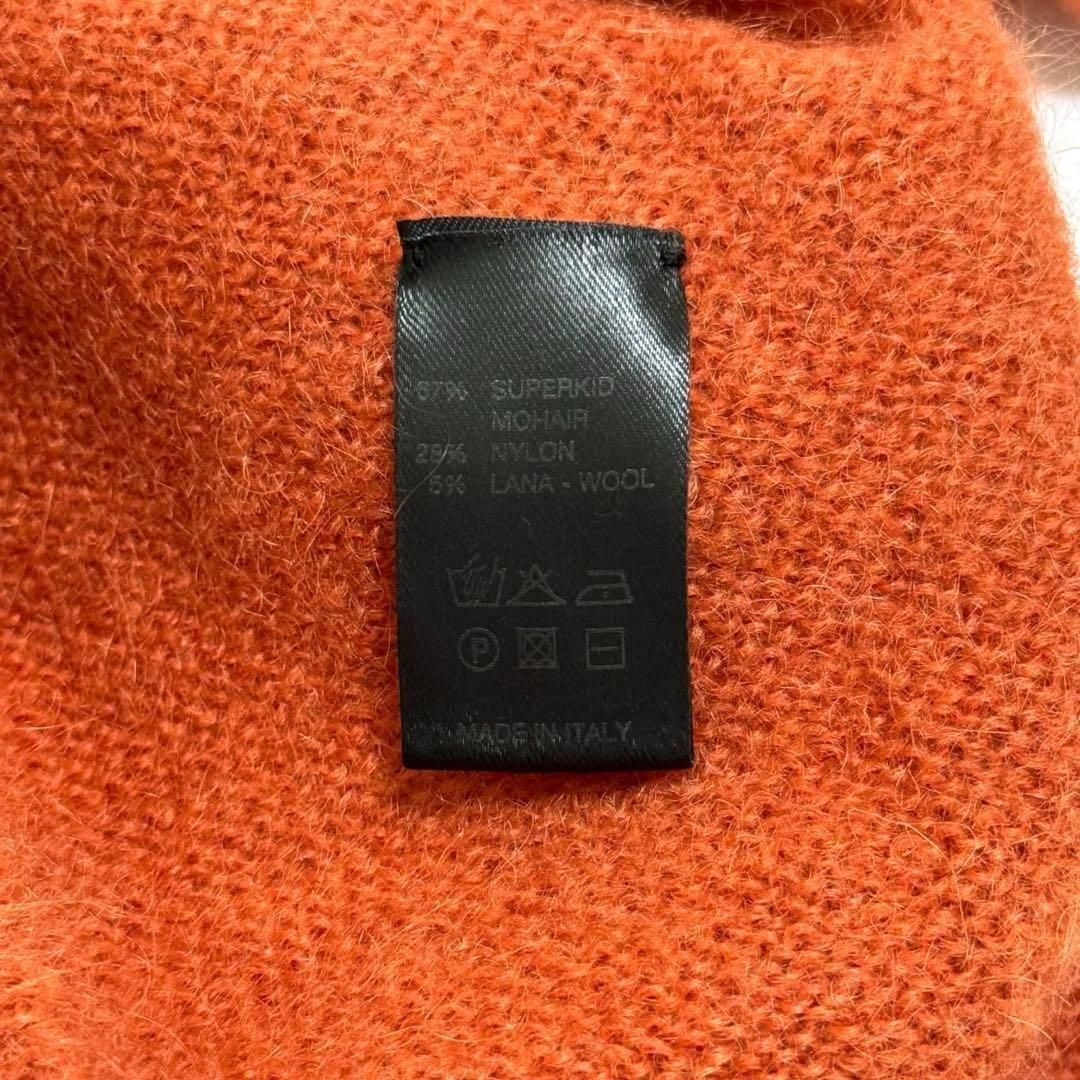 67% SUPERKID
MOHAIR
28% NYLON
5% LANA - WOOL
P
MADE IN ITALY